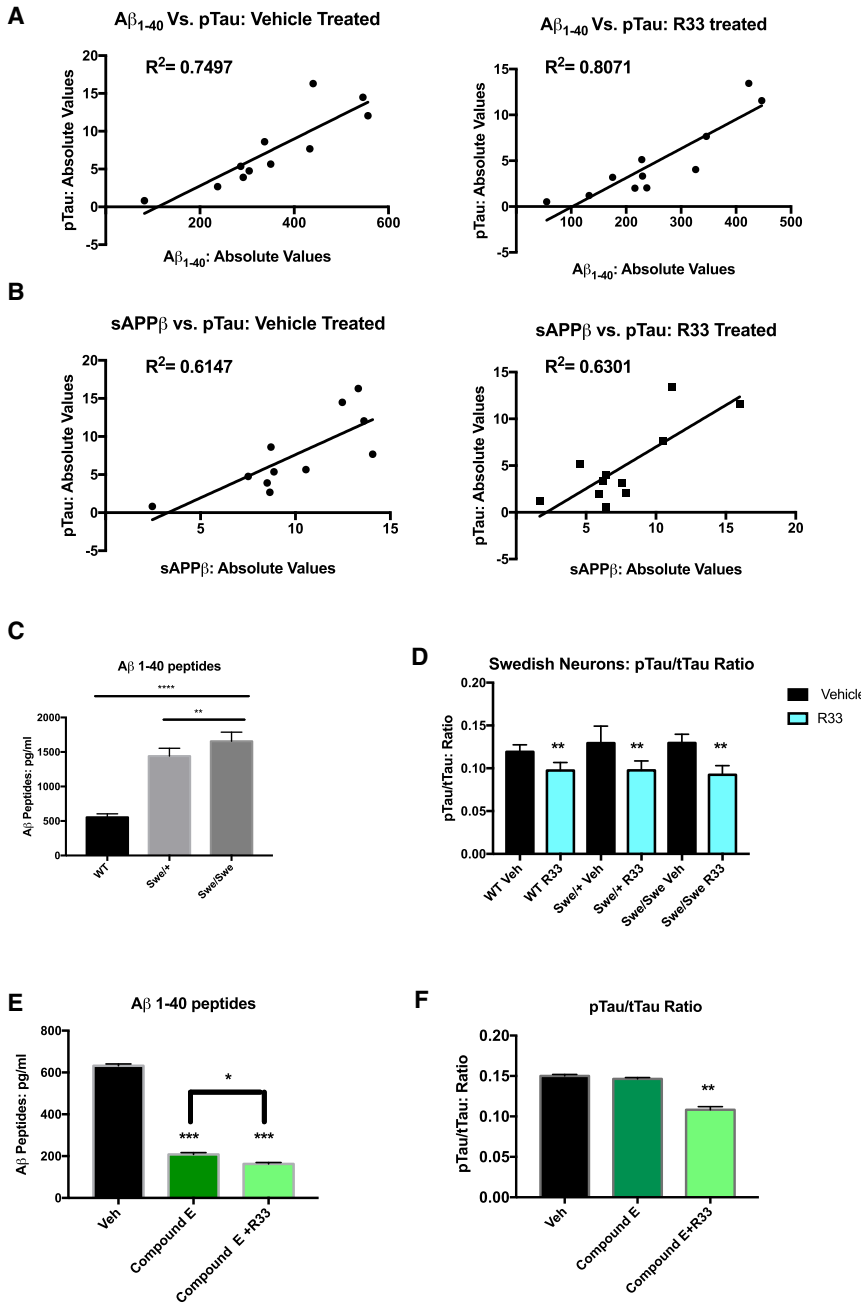 A
Aβ1-40 Vs. pTau: Vehicle Treated
R2= 0.7497
pTau: Absolute Values
20
15
10
5
0
-5
200
400
600
Aβ1-40: Absolute Values
Aβ1-40 Vs. pTau: R33 treated
R2= 0.8071
pTau: Absolute Values
15
10
5
0
-5
100
200
300
400
500
Aβ1-40: Absolute Values
B
sAPPβ vs. pTau: Vehicle Treated
R2= 0.6147
pTau: Absolute Values
20
15
10
5
0
-5
5
10
15
sAPPβ: Absolute Values
sAPPβ vs. pTau: R33 Treated
R2= 0.6301
pTau: Absolute Values
15
10
5
0
-5
5
10
15
20
sAPPβ: Absolute Values
C
Aβ 1-40 peptides
****
**
Aβ Peptides: pg/ml
2000
1500
1000
500
0
WT
Swe/+
Swe/Swe
D
Swedish Neurons: pTau/tTau Ratio
pTau/tTau: Ratio
0.20
0.15
0.10
0.05
0.00
**
**
**
WT Veh
WT R33
Swe/+ Veh
Swe/+ R33
Swe/Swe Veh
Swe/Swe R33
Vehicle
R33
E
Aβ 1-40 peptides
Aβ Peptides: pg/ml
800
600
400
200
0
*
***
***
Veh
Compound E
Compound E +R33
F
pTau/tTau Ratio
pTau/tTau: Ratio
0.20
0.15
0.10
0.05
0.00
**
Veh
Compound E
Compound E+R33